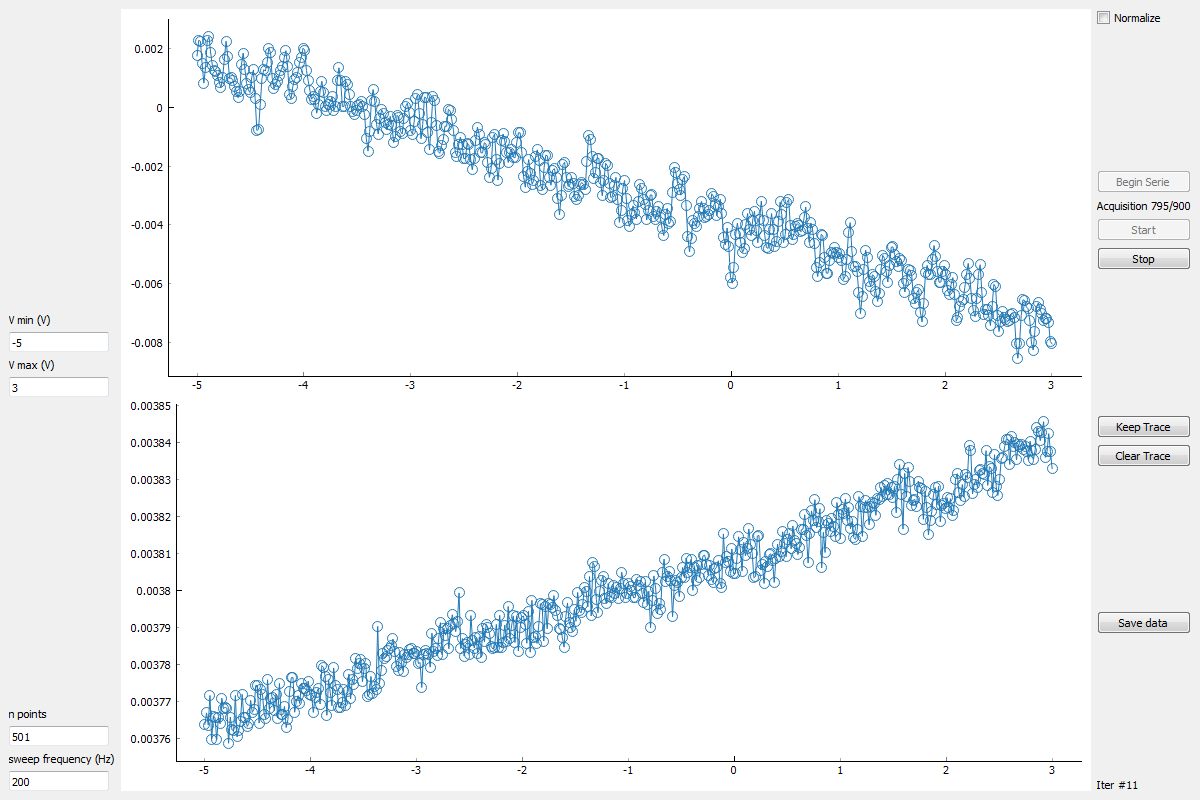 Normalize
0.002
0
-0.002
-0.004
-0.006
-0.008
-5
-4
-3
-2
-1
0
1
2
3
Begin Serie
Acquisition 795/900
Start
Stop
V min (V)
-5
V max (V)
3
0.00385
0.00384
0.00383
0.00382
0.00381
0.0038
0.00379
0.00378
0.00377
0.00376
-5
-4
-3
-2
-1
0
1
2
3
Keep Trace
Clear Trace
Save data
n points
501
sweep frequency (Hz)
200
Iter #11